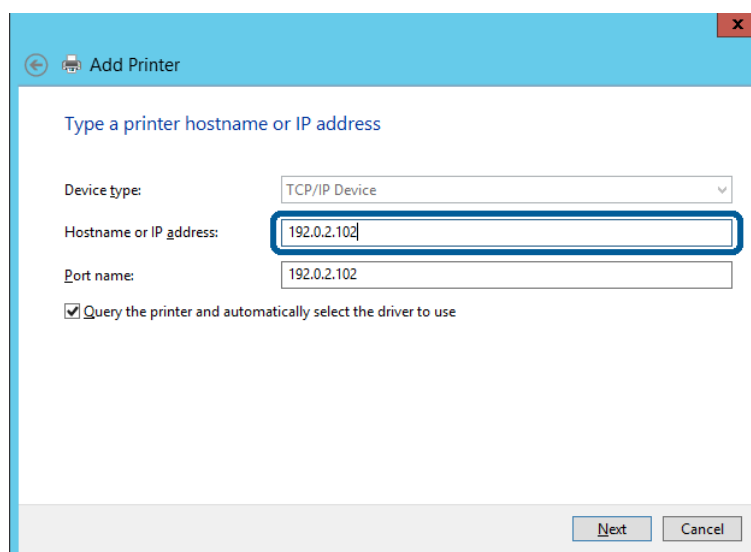 x
Add Printer
Type a printer hostname or IP address
Device type: TCP/IP Device
Hostname or IP address: 192.0.2.102
Port name: 192.0.2.102
Query the printer and automatically select the driver to use
Next Cancel